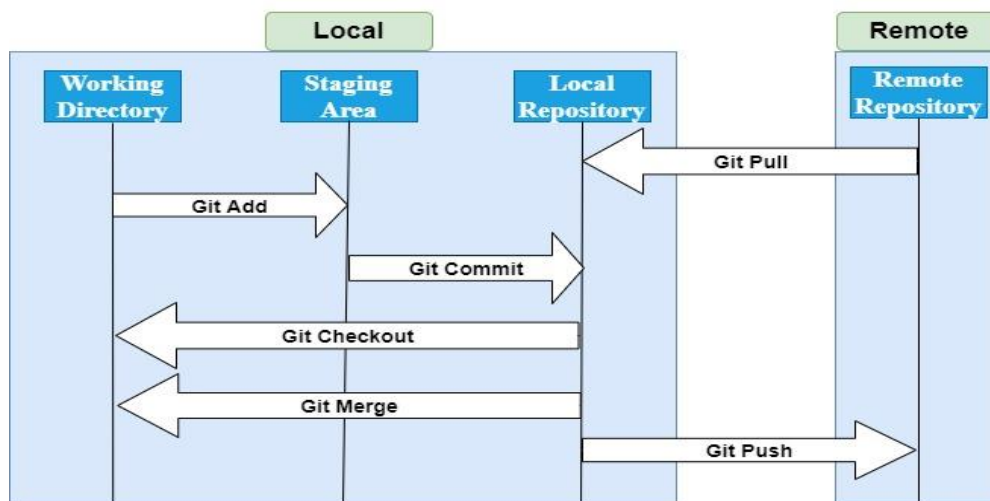 Local
Remote
Working
Directory
Staging
Area
Local
Repository
Remote
Repository
Git Pull
Git Add
Git Commit
Git Checkout
Git Merge
Git Push